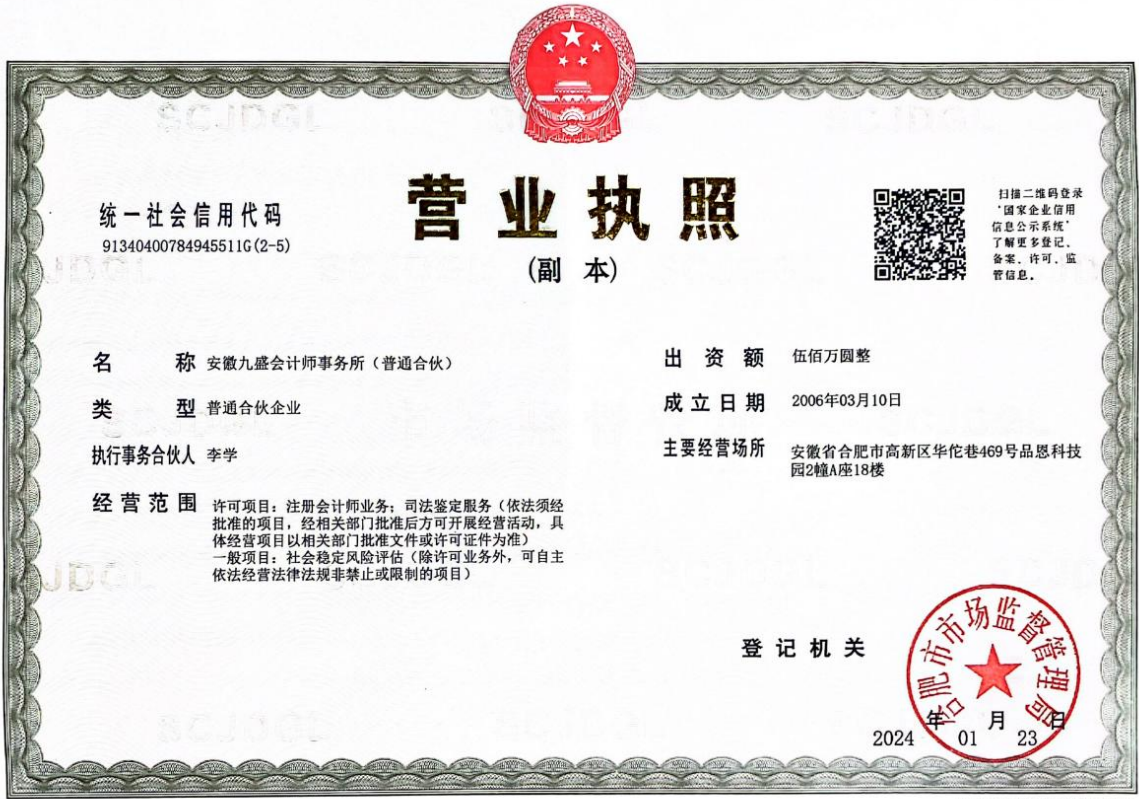 营业执照
(副 本)
统一社会信用代码
91340400784945511G(2-5)
扫描二维码登录
"国家企业信用
信息公示系统"
了解更多登记、
备案、许可、监
管信息。
名 称 安徽九盛会计师事务所（普通合伙）
类 型 普通合伙企业
执行事务合伙人 李学
经营范围 许可项目：注册会计师业务；司法鉴定服务（依法须经
批准的项目，经相关部门批准后方可开展经营活动，具
体经营项目以相关部门批准文件或许可证件为准）
一般项目：社会稳定风险评估（除许可业务外，可自主
依法经营法律法规非禁止或限制的项目）
出资额 伍佰万圆整
成立日期 2006年03月10日
主要经营场所 安徽省合肥市高新区华佗巷469号品恩科技
园2幢A座18楼
登记机关
合肥市市场监督管理局
2024 年 01 月 23 日